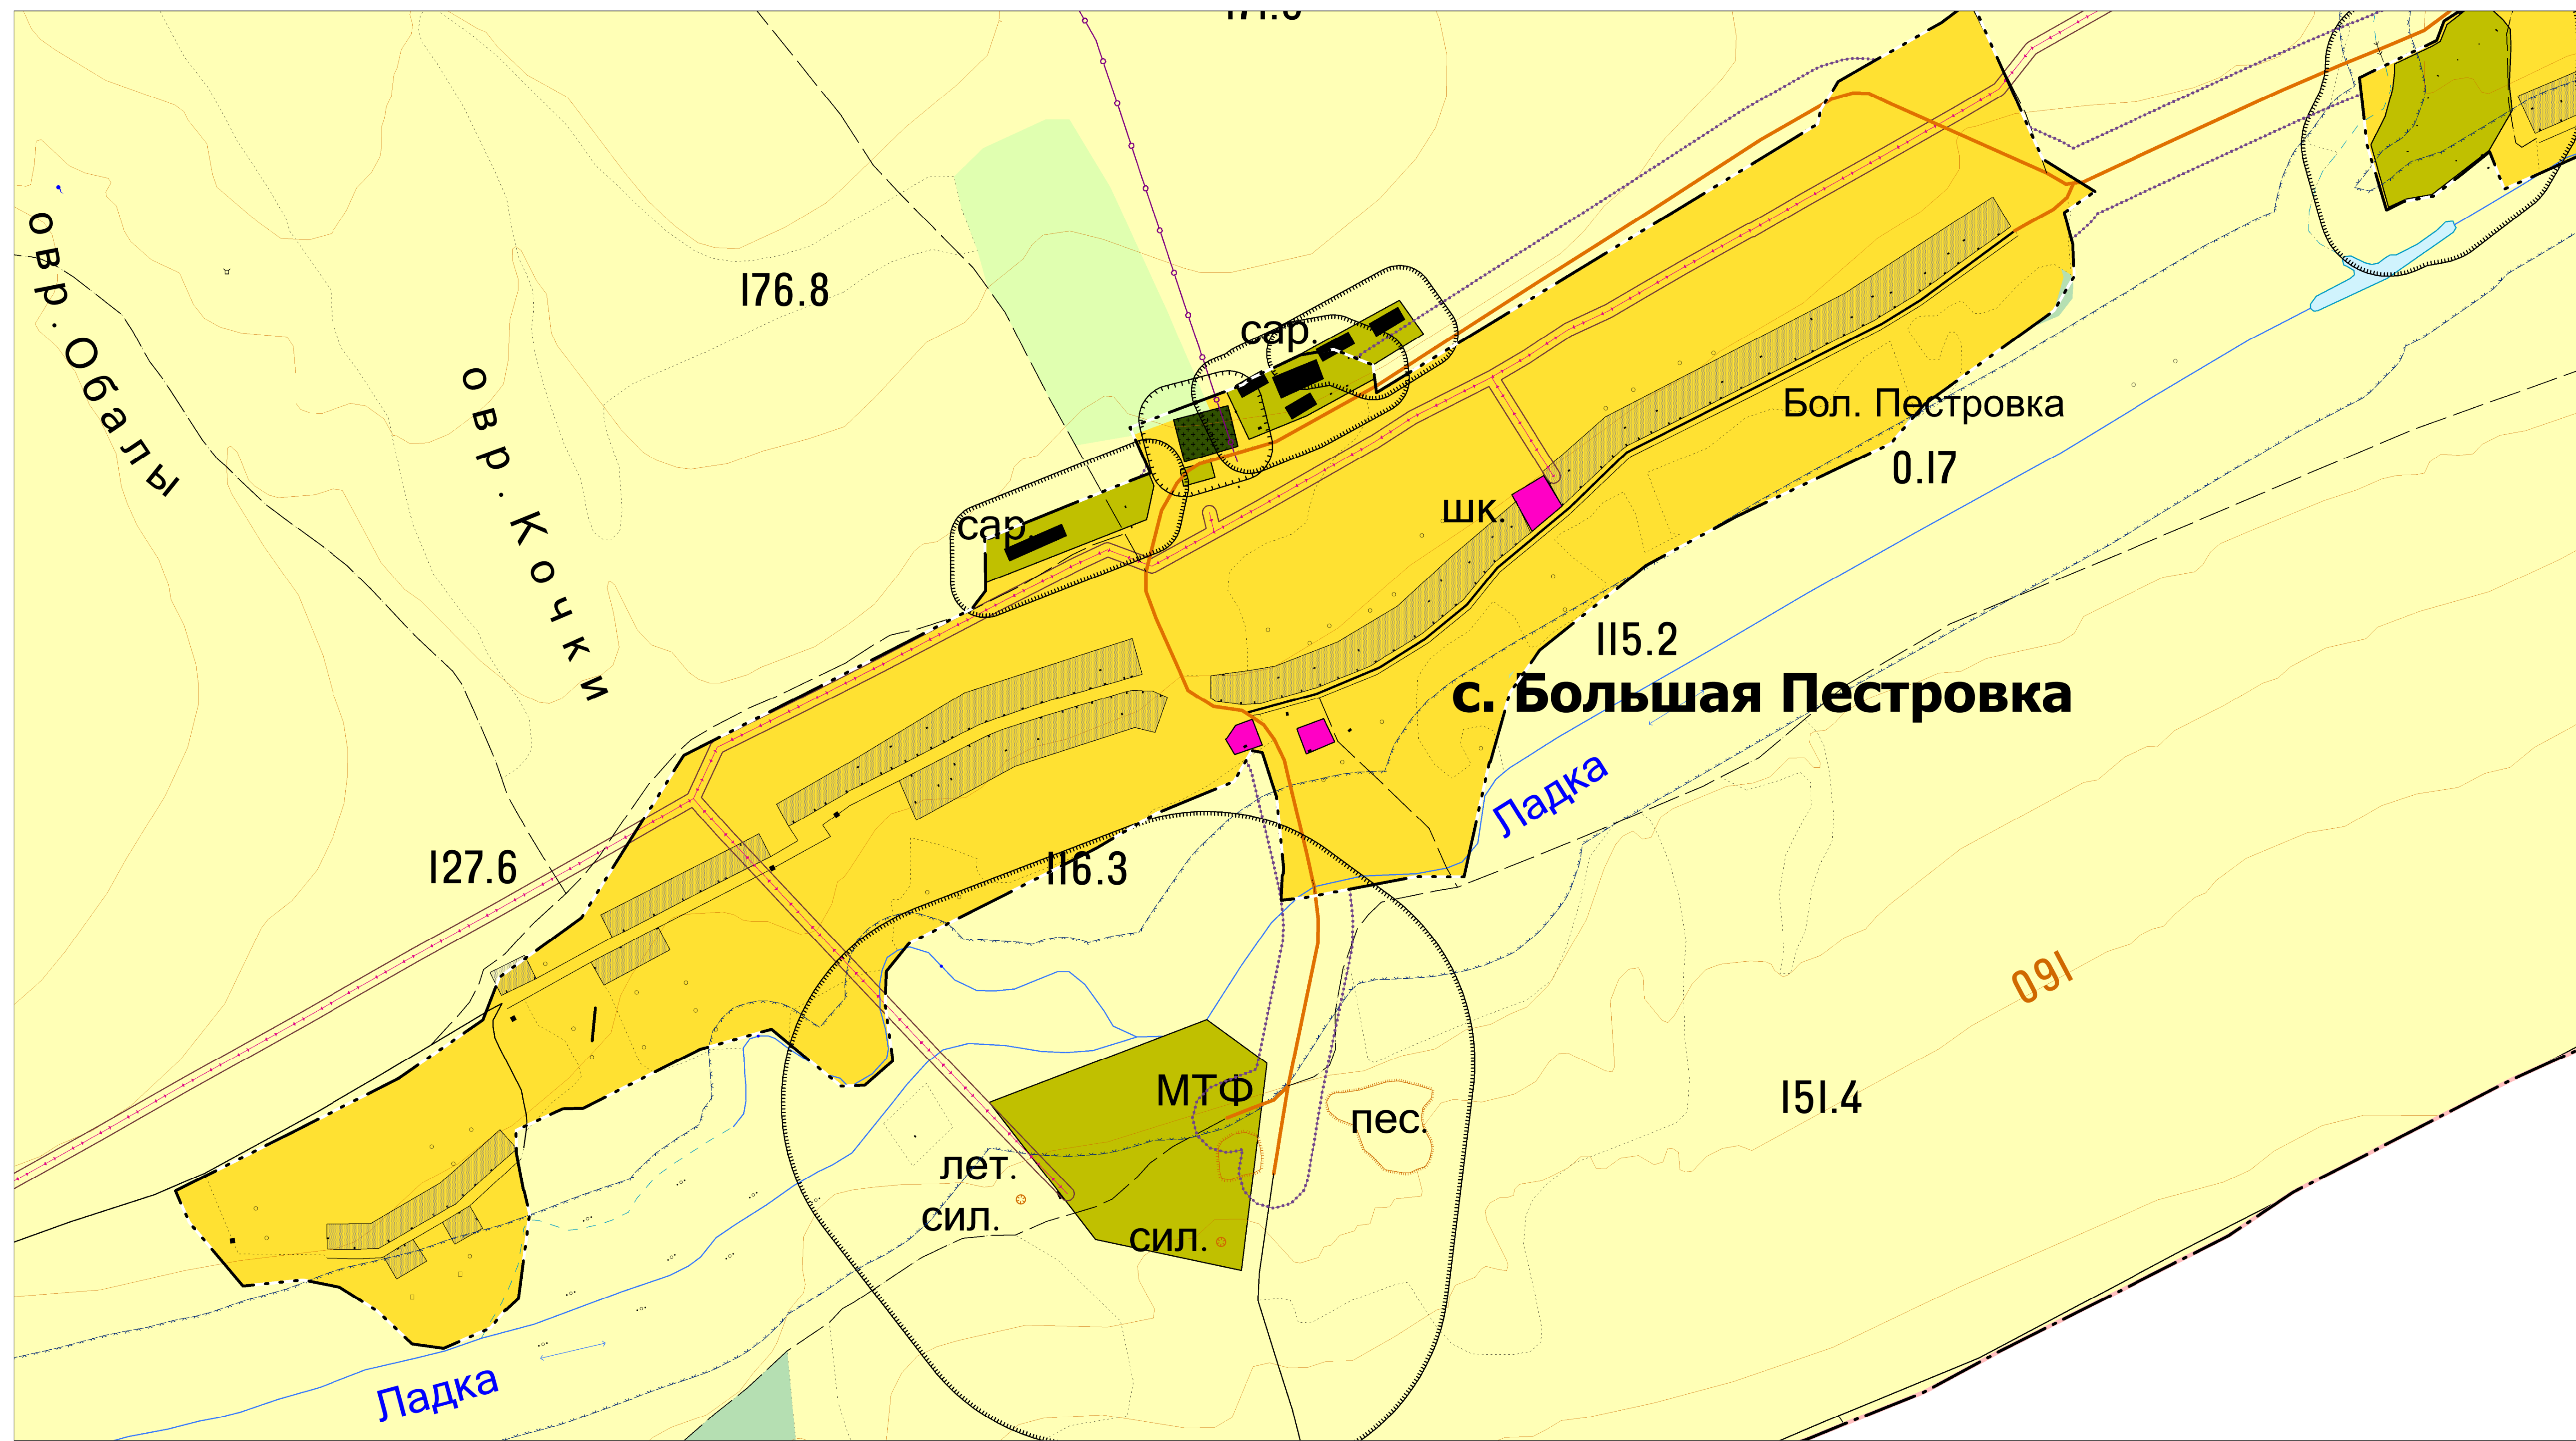 176.8
овр. Обалы
овр. Кочки
сар.
сар.
Бол. Пестровка
0.17
шк.
115.2
с. Большая Пестровка
Ладка
127.6
116.3
160
МТФ
151.4
пес.
лет.
сил.
сил.
Ладка